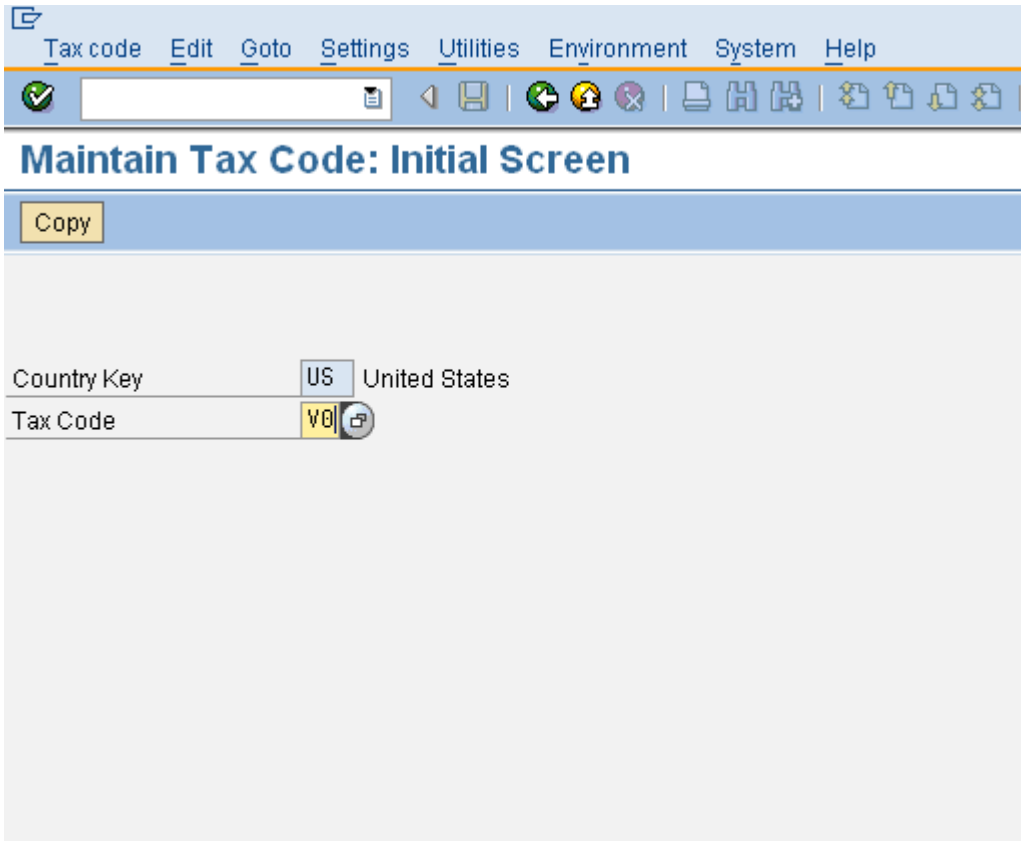 Tax code Edit Goto Settings Utilities Environment System Help
Maintain Tax Code: Initial Screen
Copy
Country Key US United States
Tax Code V0